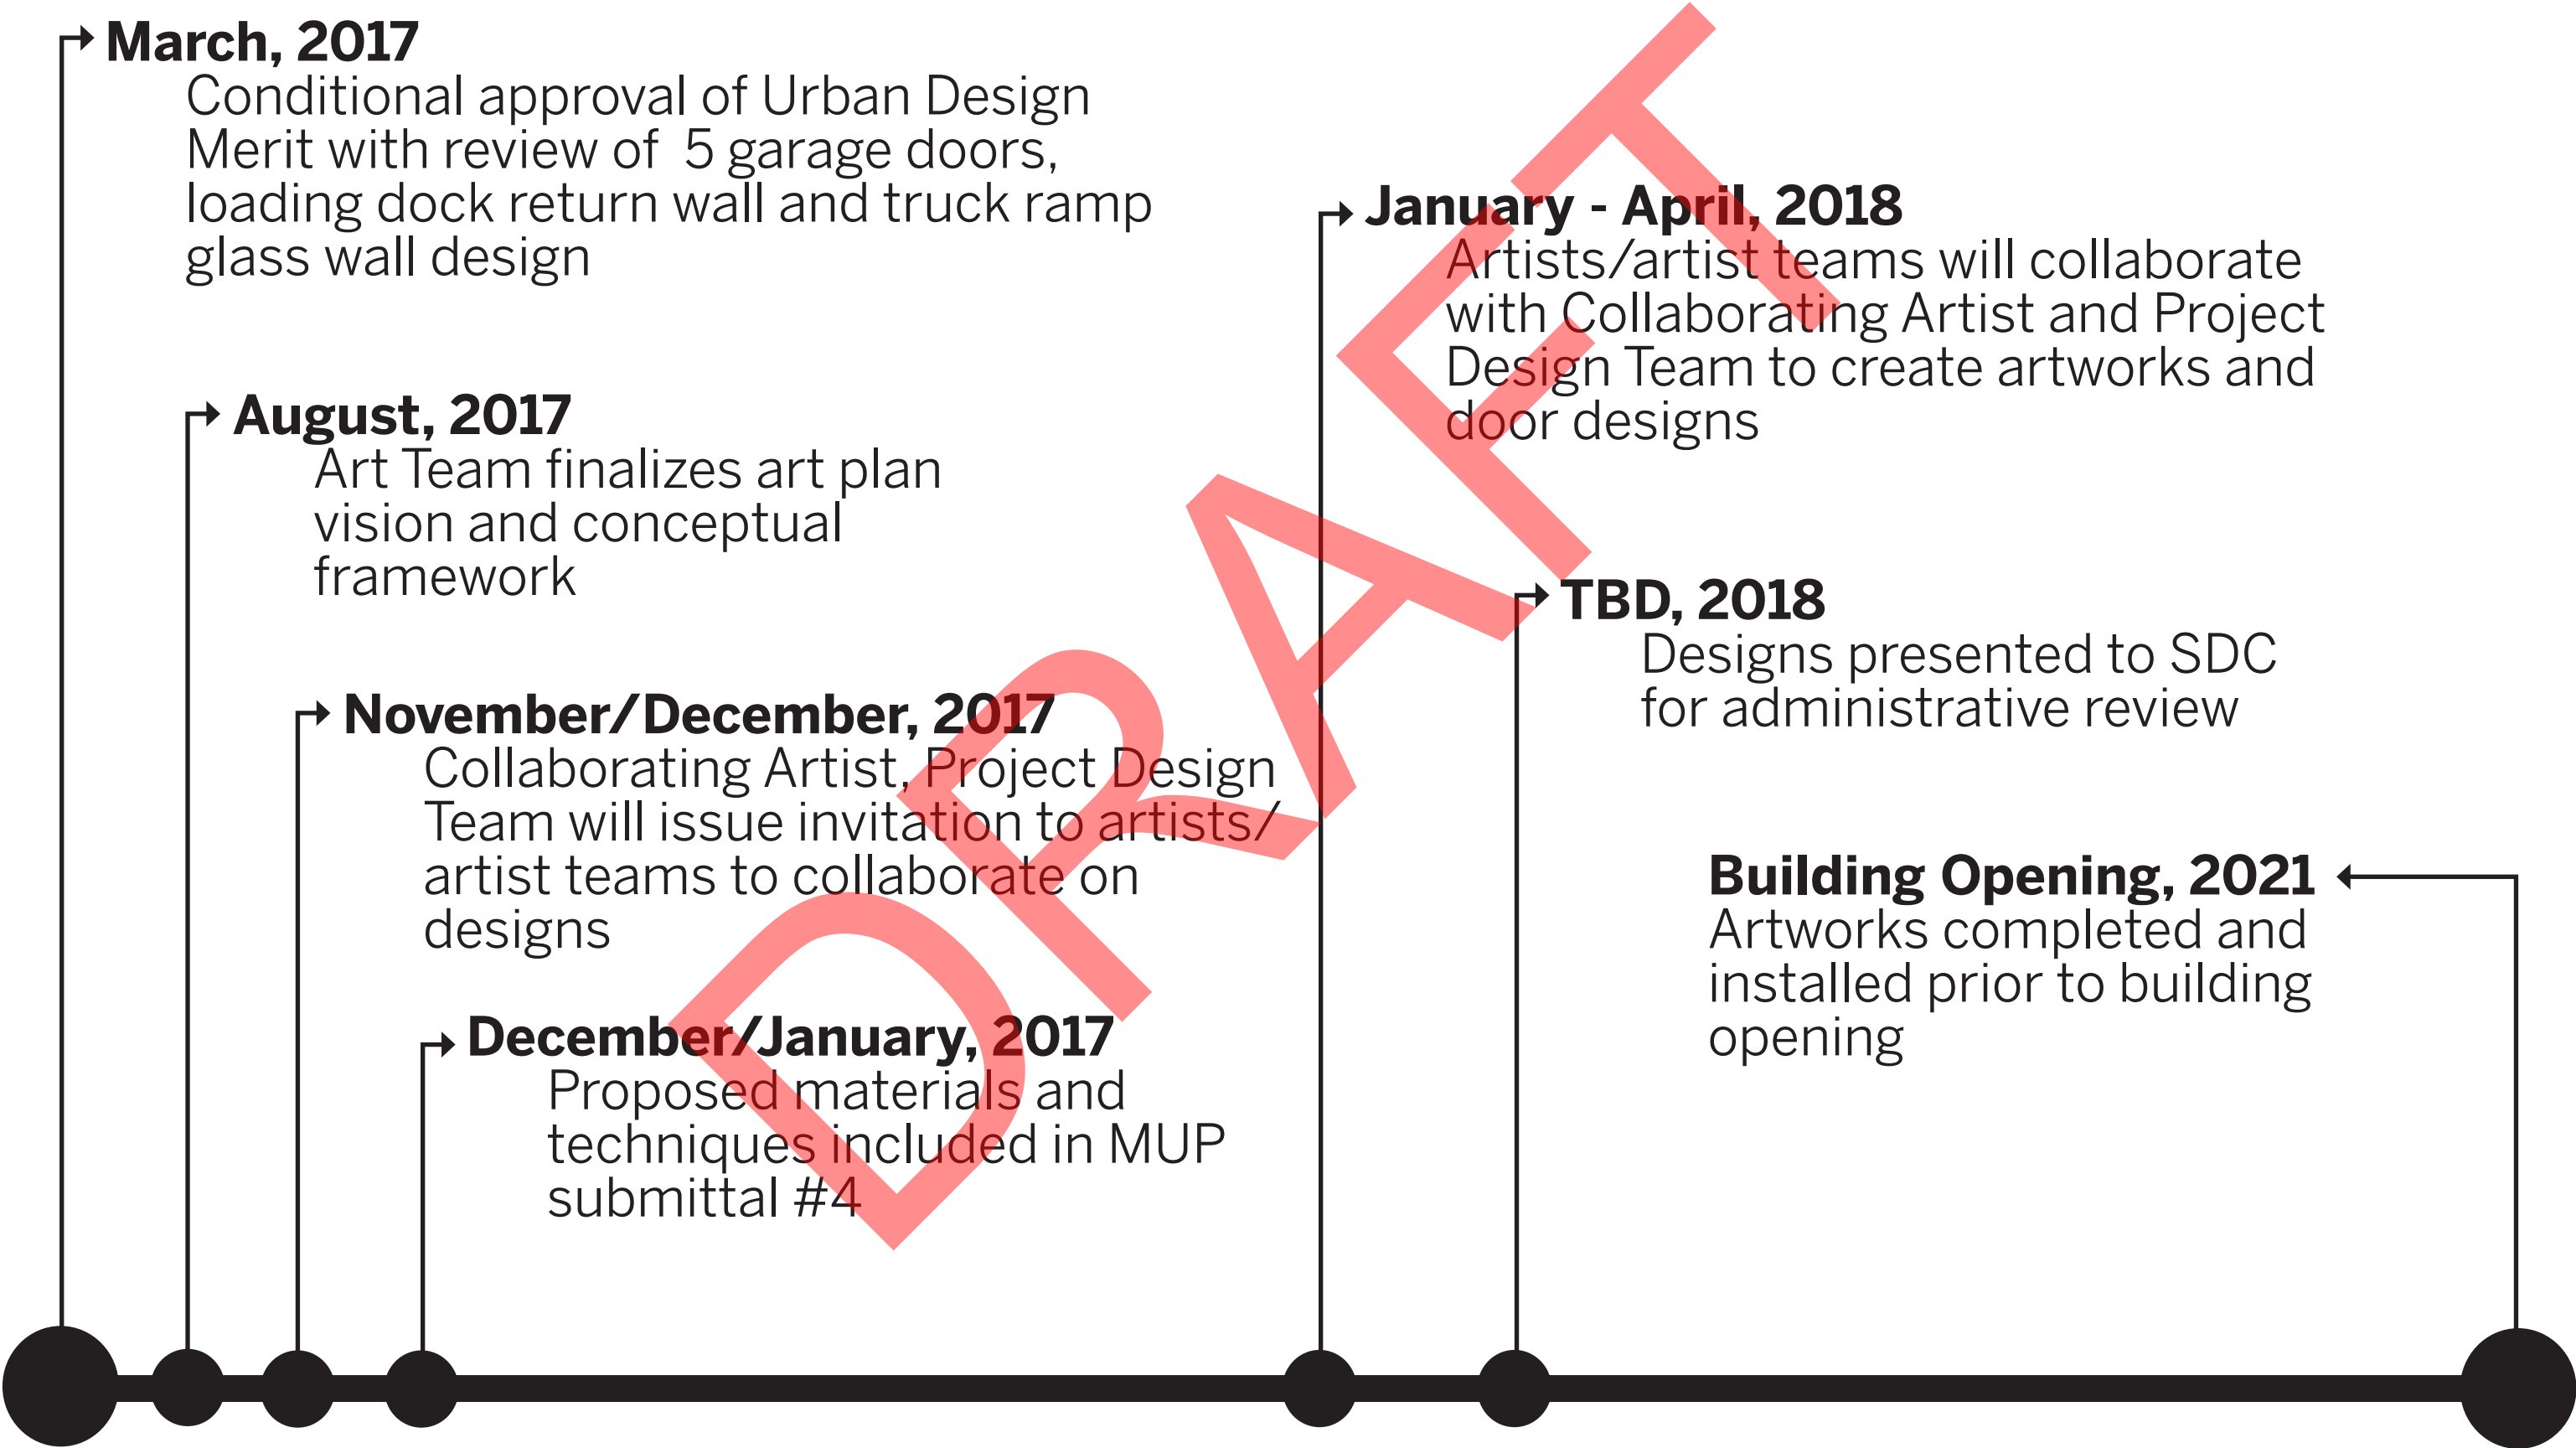 March, 2017
Conditional approval of Urban Design
Merit with review of 5 garage doors,
loading dock return wall and truck ramp
glass wall design
August, 2017
Art Team finalizes art plan
vision and conceptual
framework
November/December, 2017
Collaborating Artist, Project Design
Team will issue invitation to artists/
artist teams to collaborate on
designs
December/January, 2017
Proposed materials and
techniques included in MUP
submittal #4
January - April, 2018
Artists/artist teams will collaborate
with Collaborating Artist and Project
Design Team to create artworks and
door designs
TBD, 2018
Designs presented to SDC
for administrative review
Building Opening, 2021
Artworks completed and
installed prior to building
opening
DRAFT